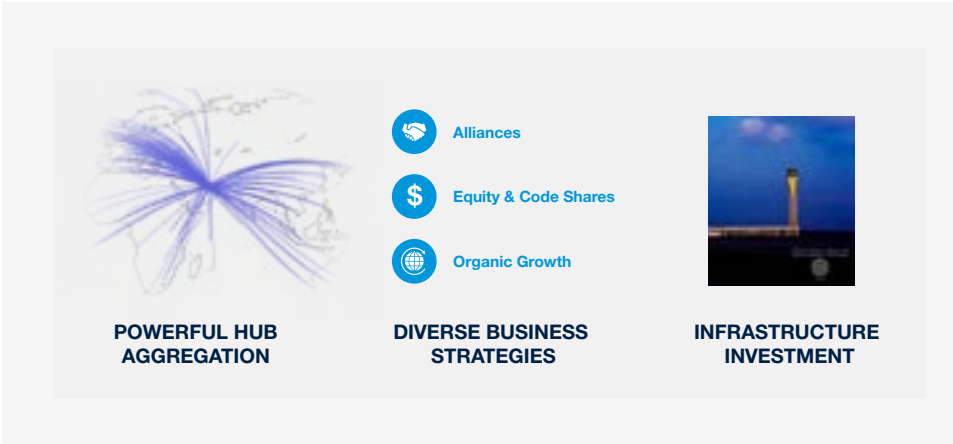 Alliances
$
Equity & Code Shares
Organic Growth
POWERFUL HUB
AGGREGATION
DIVERSE BUSINESS
STRATEGIES
INFRASTRUCTURE
INVESTMENT